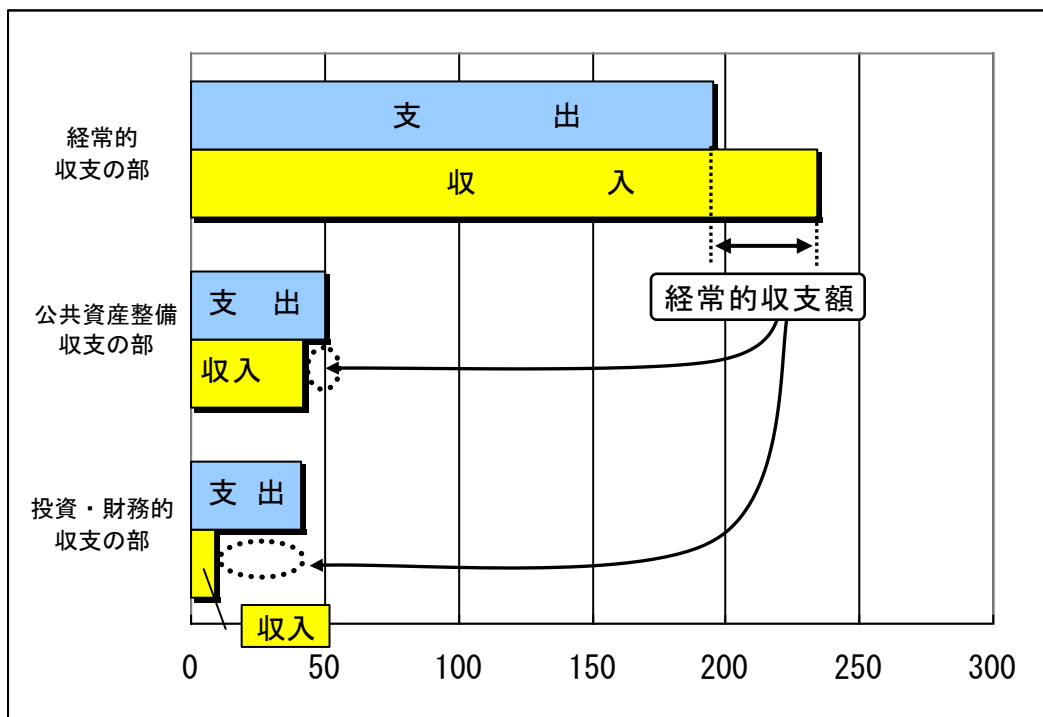 経常的
収支の部
支出
収入
経常的収支額
公共資産整備
収支の部
支出
収入
投資・財務的
収支の部
支出
収入
0 50 100 150 200 250 300